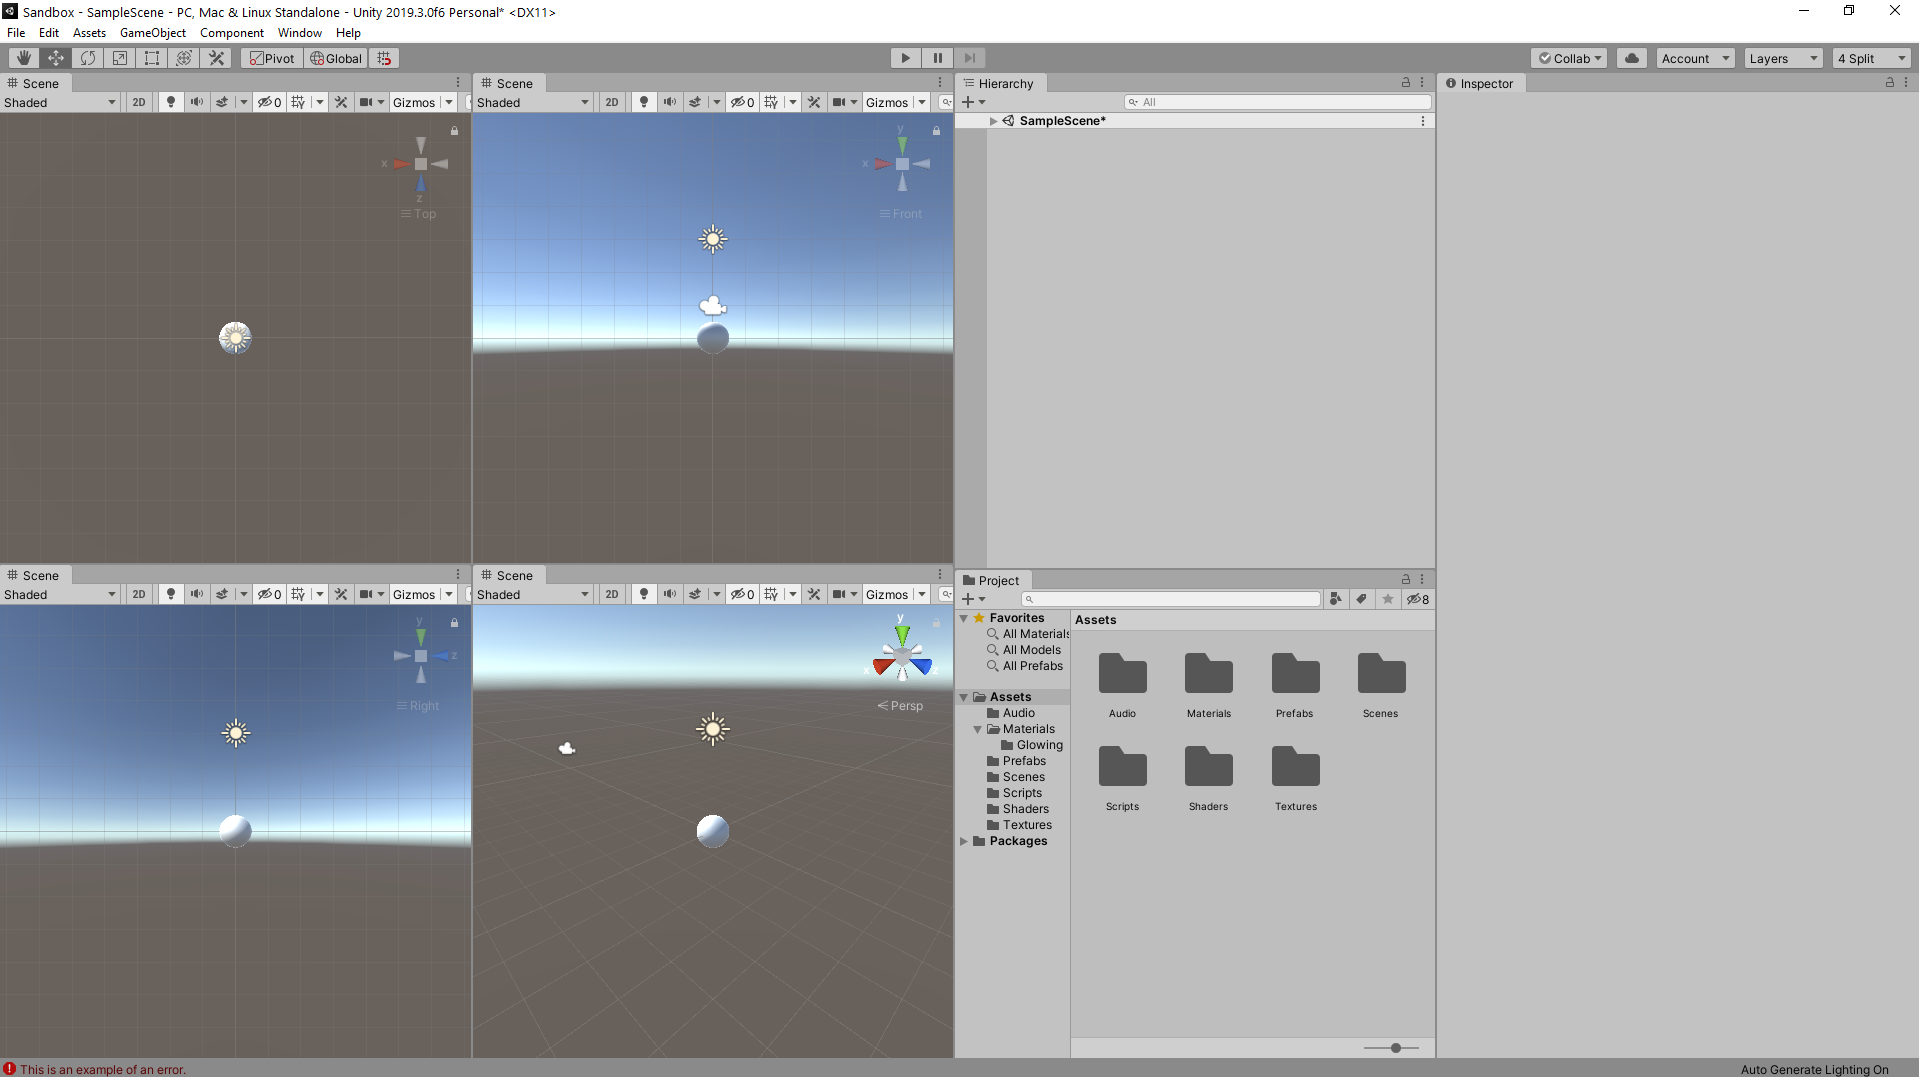 Sandbox - SampleScene - PC, Mac & Linux Standalone - Unity 2019.3.0f6 Personal* <DX11>
File Edit Assets GameObject Component Window Help
Pivot Global Collab Account Layers 4 Split
Scene
Shaded 2D 0 Gizmos
x
z
Top
Scene
Shaded 2D 0 Gizmos
y
x
Front
Hierarchy
All
SampleScene*
Inspector
Scene
Shaded 2D 0 Gizmos
y
z
Right
Scene
Shaded 2D 0 Gizmos
y
x z
Persp
Project
8
Favorites
All Materials
All Models
All Prefabs
Assets
Audio
Materials
Glowing
Prefabs
Scenes
Scripts
Shaders
Textures
Packages
Assets
Audio Materials Prefabs Scenes
Scripts Shaders Textures
This is an example of an error.
Auto Generate Lighting On